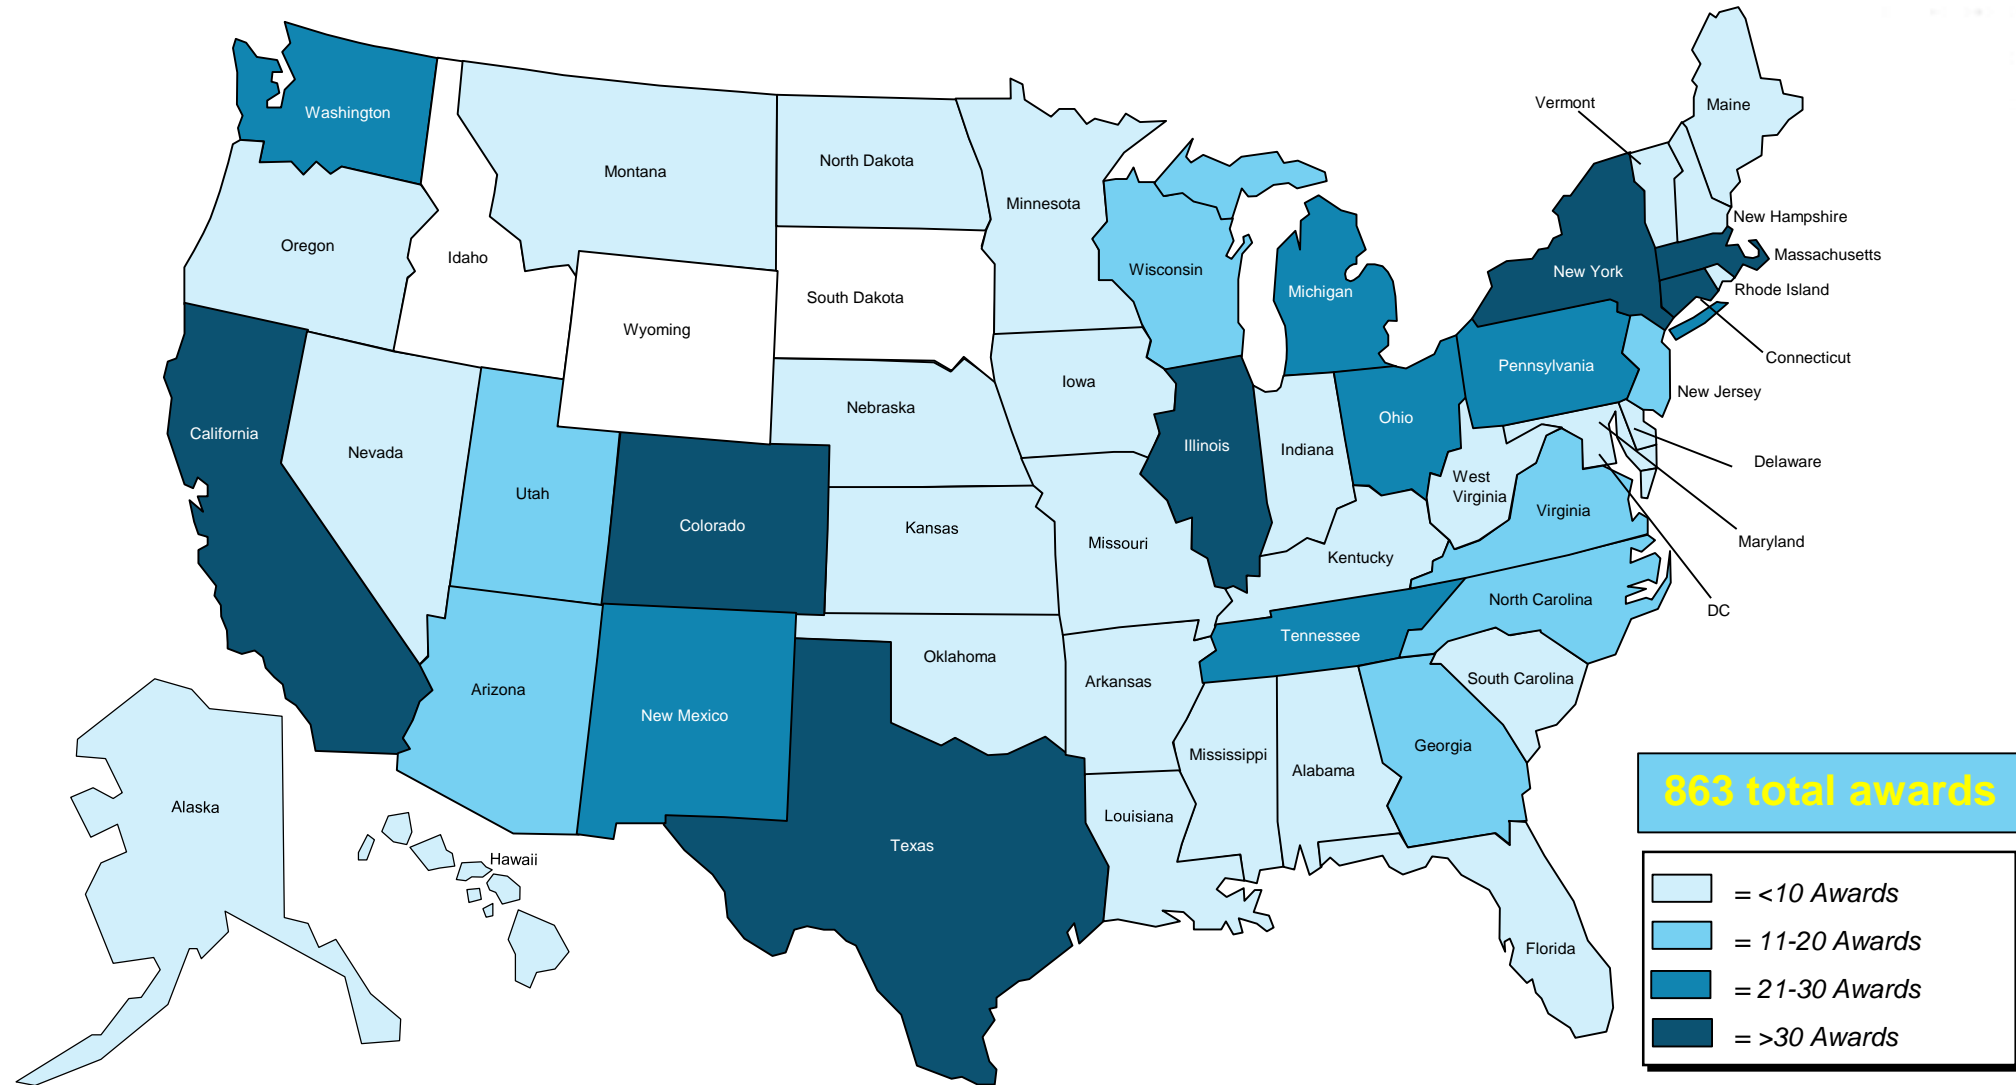 Washington
Montana
North Dakota
Minnesota
Vermont
Maine
New Hampshire
Massachusetts
Rhode Island
Connecticut
Oregon
Idaho
Wyoming
South Dakota
Wisconsin
Michigan
New York
Pennsylvania
New Jersey
California
Nevada
Utah
Colorado
Nebraska
Iowa
Illinois
Indiana
Ohio
West
Virginia
Virginia
Delaware
Maryland
DC
Kansas
Missouri
Kentucky
North Carolina
Tennessee
South Carolina
Arizona
New Mexico
Oklahoma
Arkansas
Mississippi
Alabama
Georgia
Texas
Louisiana
Florida
Alaska
Hawaii
863 total awards
= <10 Awards
= 11-20 Awards
= 21-30 Awards
= >30 Awards